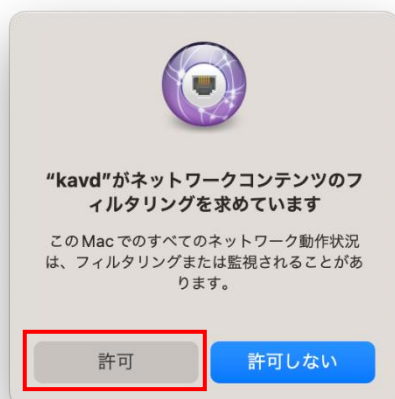 “kavd”がネットワークコンテンツのフ
ィルタリングを求めています
このMacでのすべてのネットワーク動作状況
は、フィルタリングまたは監視されることがあ
ります。
許可
許可しない